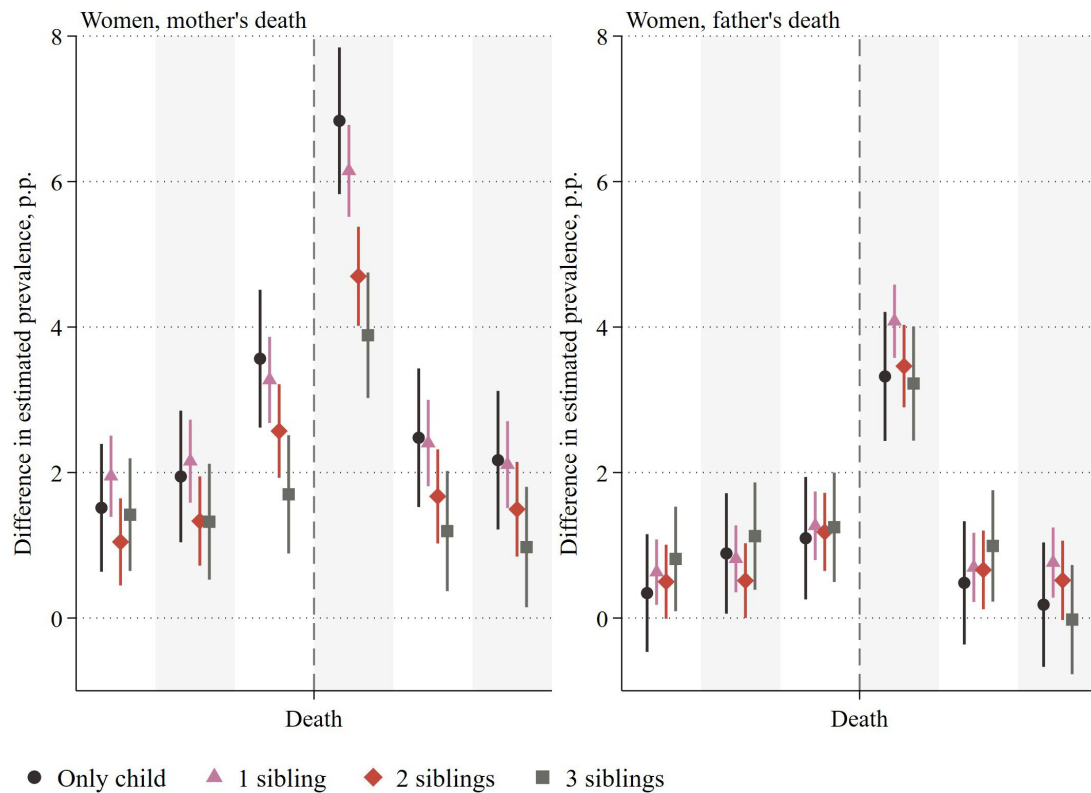 Women, mother's death
Women, father's death
Difference in estimated prevalence, p.p.
8
6
4
2
0
Death
Difference in estimated prevalence, p.p.
8
6
4
2
0
Death
Only child
1 sibling
2 siblings
3 siblings